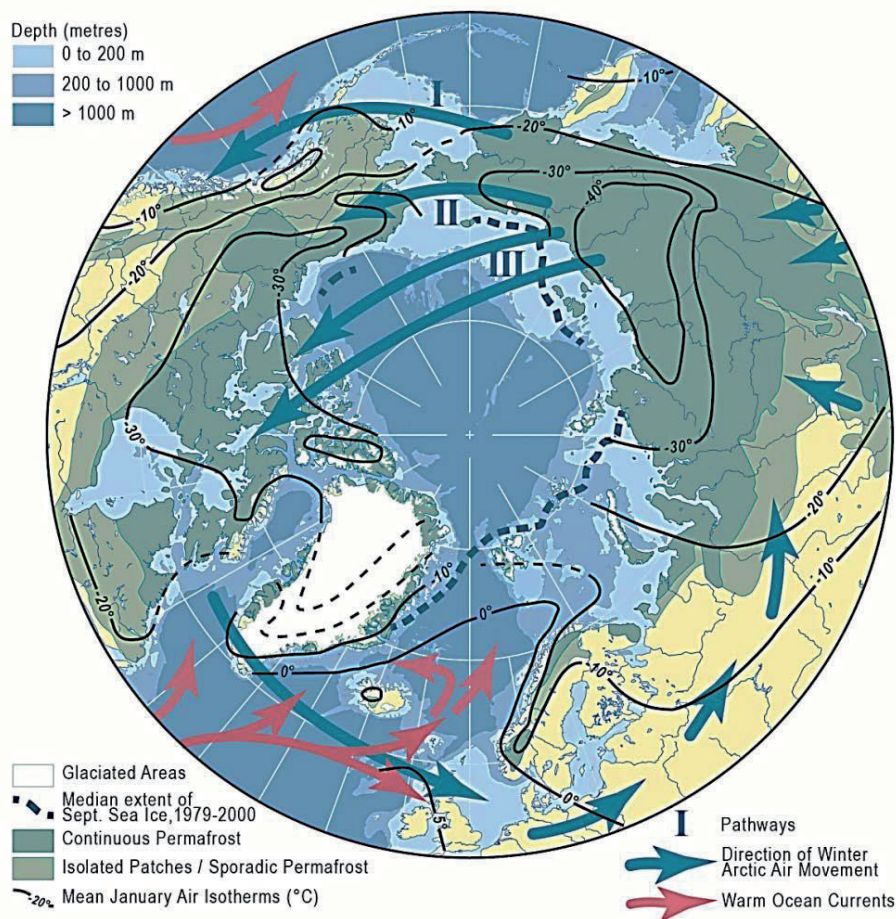 Depth (metres)
0 to 200 m
200 to 1000 m
> 1000 m
I
-10°
-10°
-20°
-30°
-40°
-10°
-20°
II
III
-30°
-30°
-30°
-20°
-10°
-20°
-10°
0°
0°
-10°
0°
5°
Glaciated Areas
Median extent of
Sept. Sea Ice,1979-2000
Continuous Permafrost
Isolated Patches / Sporadic Permafrost
-20° Mean January Air Isotherms (°C)
I Pathways
Direction of Winter
Arctic Air Movement
Warm Ocean Currents